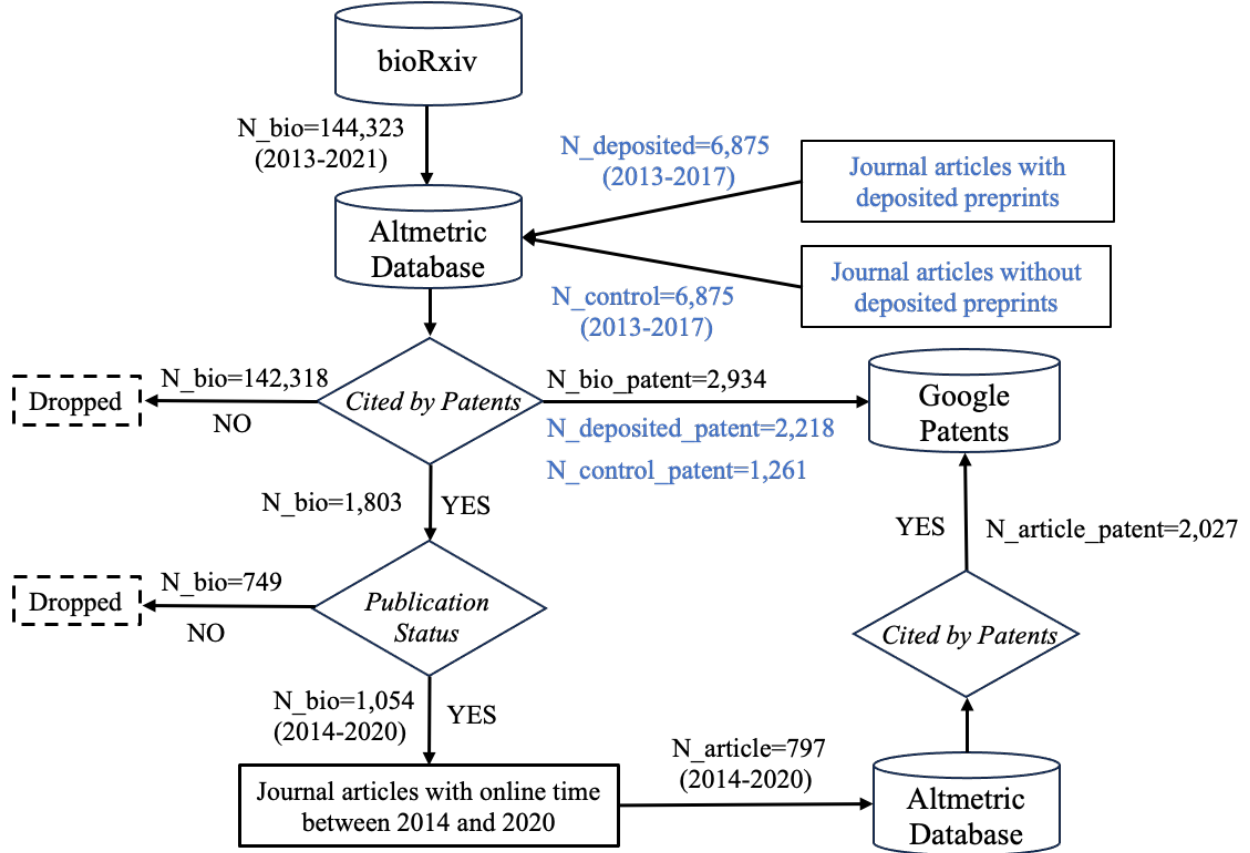 bioRxiv
N_bio=144,323
(2013-2021)
N_deposited=6,875
(2013-2017)
Journal articles with
deposited preprints
Altmetric
Database
Journal articles without
deposited preprints
N_control=6,875
(2013-2017)
Dropped
N_bio=142,318
NO
Cited by Patents
N_bio_patent=2,934
N_deposited_patent=2,218
N_control_patent=1,261
Google
Patents
N_bio=1,803
YES
YES
N_article_patent=2,027
Dropped
N_bio=749
NO
Publication
Status
Cited by Patents
N_bio=1,054
(2014-2020)
YES
Journal articles with online time
between 2014 and 2020
N_article=797
(2014-2020)
Altmetric
Database